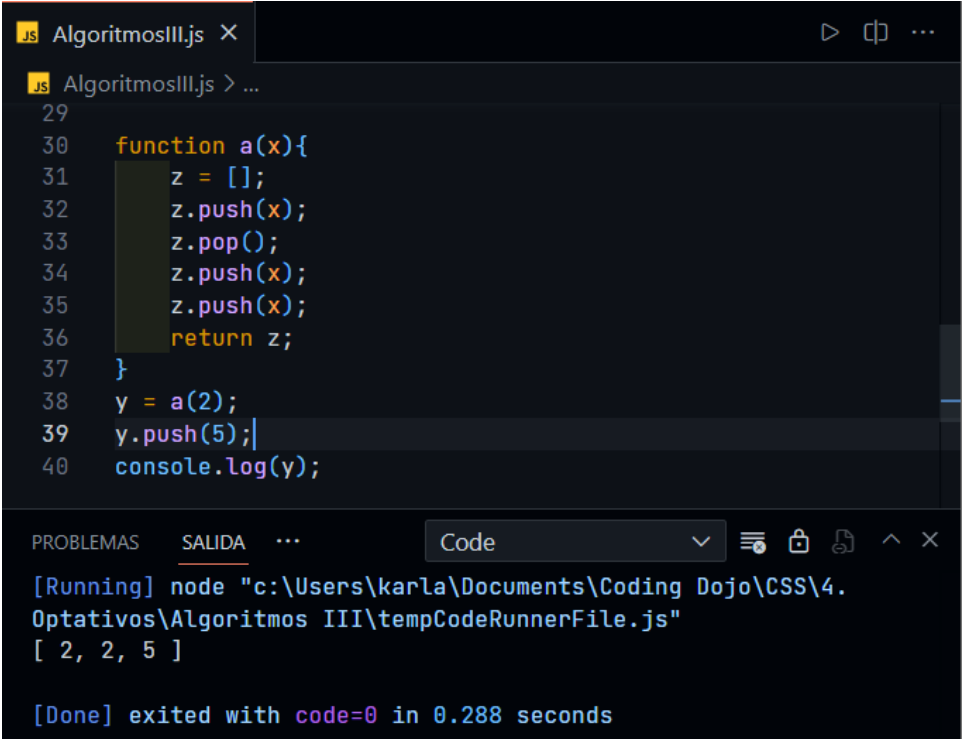 JS AlgoritmosIII.js ×
JS AlgoritmosIII.js > ...
29
30 function a(x){
31     z = [];
32     z.push(x);
33     z.pop();
34     z.push(x);
35     z.push(x);
36     return z;
37 }
38 y = a(2);
39 y.push(5);
40 console.log(y);
PROBLEMAS SALIDA ··· Code
[Running] node "c:\Users\karla\Documents\Coding Dojo\CSS\4.
Optativos\Algoritmos III\tempCodeRunnerFile.js"
[ 2, 2, 5 ]
[Done] exited with code=0 in 0.288 seconds